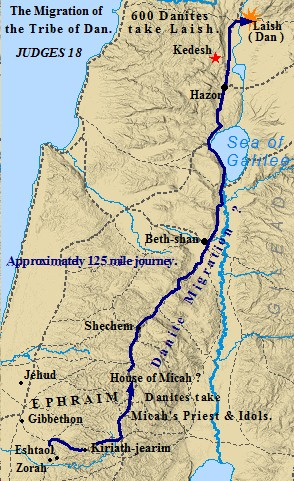 The Migration of
the Tribe of Dan.
JUDGES 18
600 Danites
take Laish.
Laish
( Dan )
Kedesh
Hazor
Sea of
Galilee
GILEAD
Beth-shan
Approximately 125 mile journey.
Danite Migration ?
Shechem
Jehud
House of Micah ?
EPHRAIM
Danites take
Micah's Priest & Idols.
Gibbethon
Eshtaol
Kirjath-jearim
Zorah